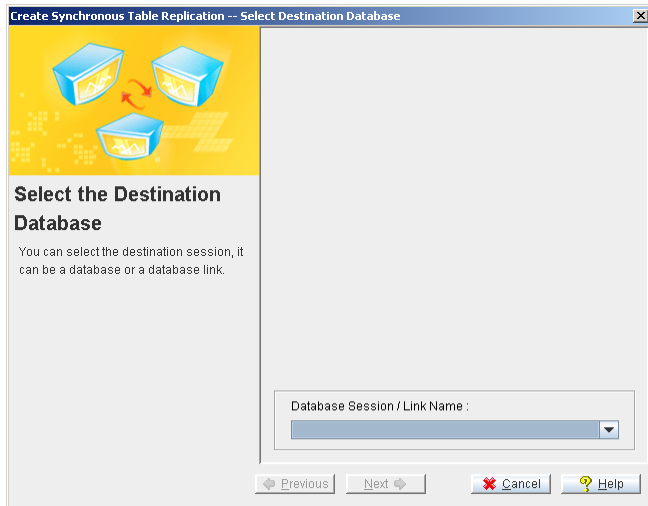 Create Synchronous Table Replication -- Select Destination Database
Select the Destination
Database
You can select the destination session, it
can be a database or a database link.
Database Session / Link Name :
Previous
Next
Cancel
Help